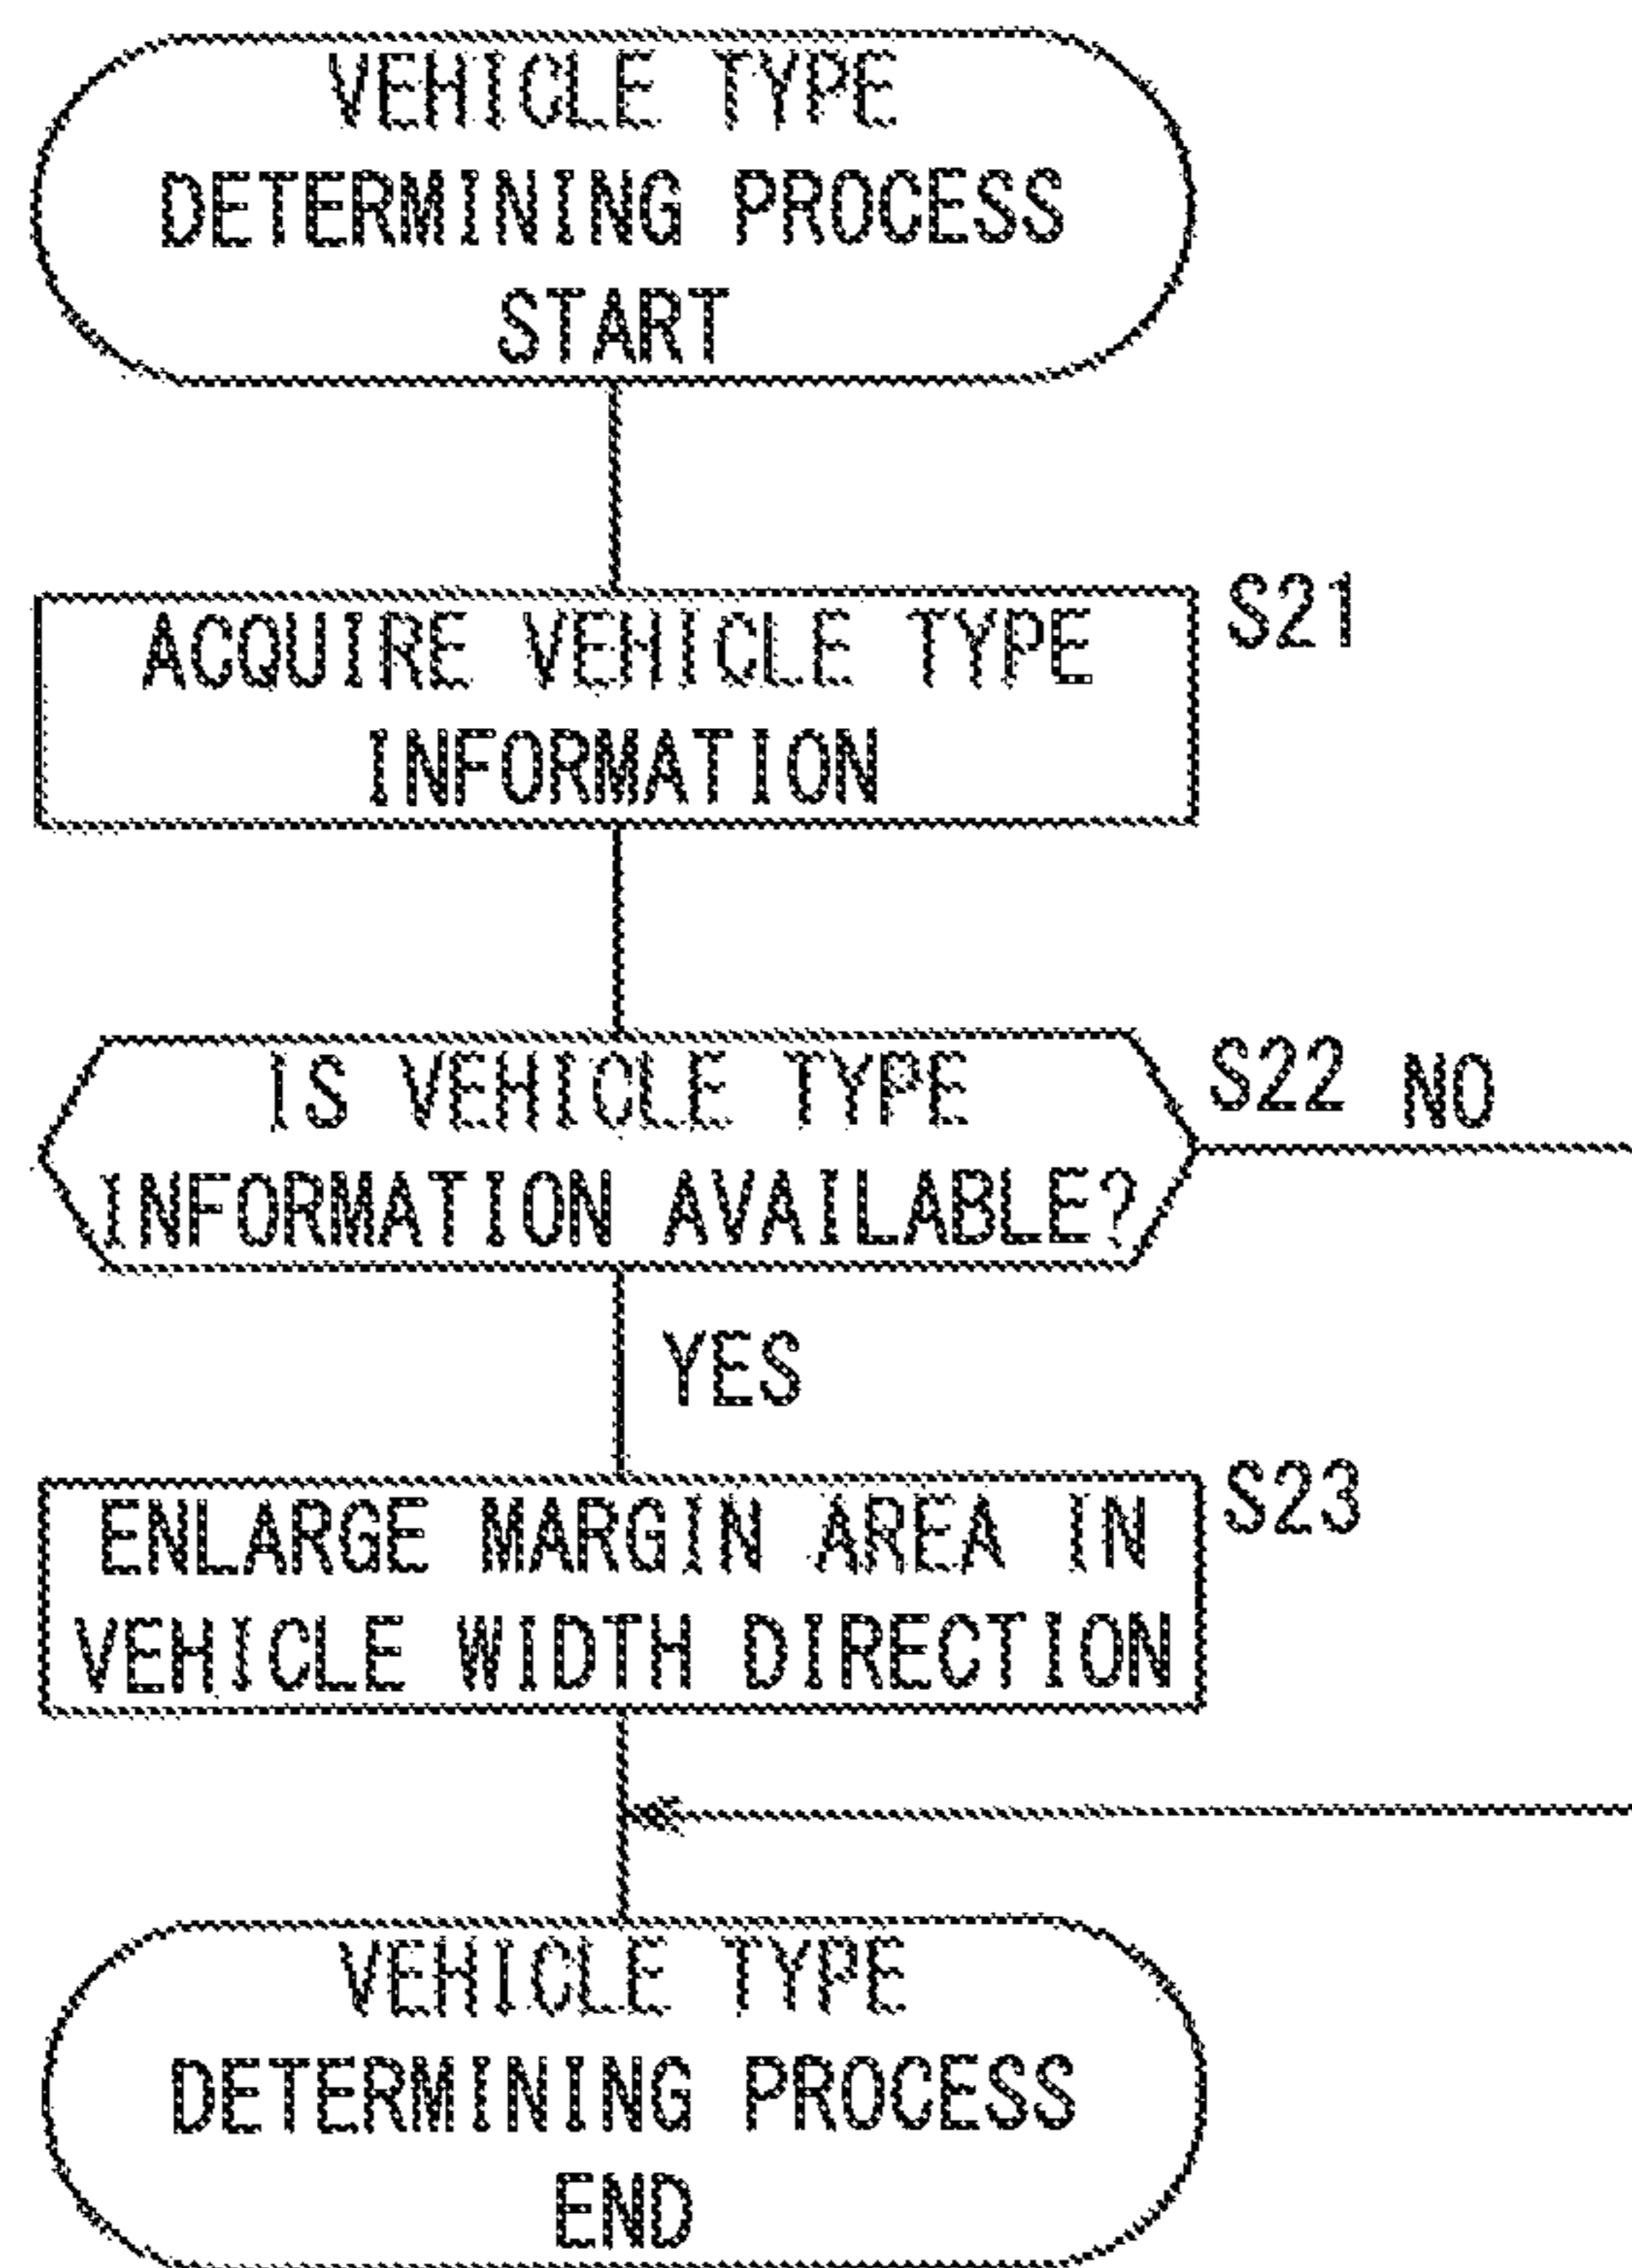 VEHICLE TYPE
DETERMINING PROCESS
START
ACQUIRE VEHICLE TYPE
INFORMATION
S21
IS VEHICLE TYPE
INFORMATION AVAILABLE?
S22 NO
YES
ENLARGE MARGIN AREA IN
VEHICLE WIDTH DIRECTION
S23
VEHICLE TYPE
DETERMINING PROCESS
END